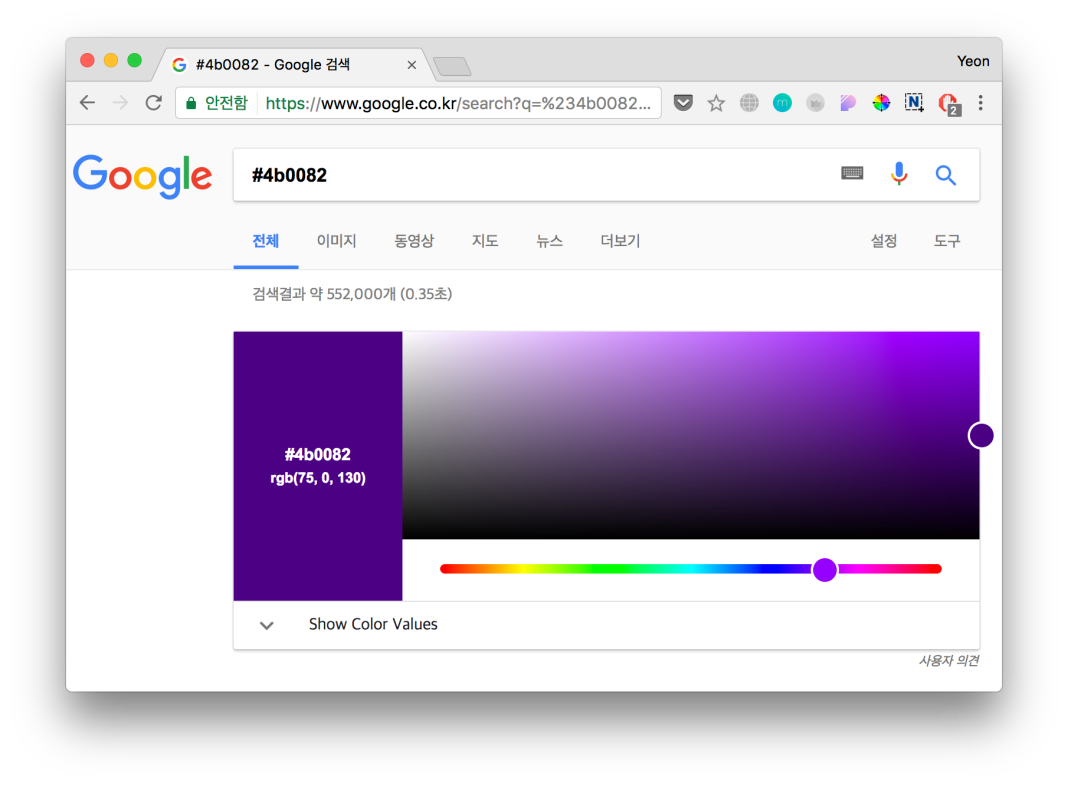 #4b0082 - Google 검색
Yeon
안전함 https://www.google.co.kr/search?q=%234b0082...
m
N
2
Google
#4b0082
전체 이미지 동영상 지도 뉴스 더보기 설정 도구
검색결과 약 552,000개 (0.35초)
#4b0082
rgb(75, 0, 130)
Show Color Values
사용자 의견